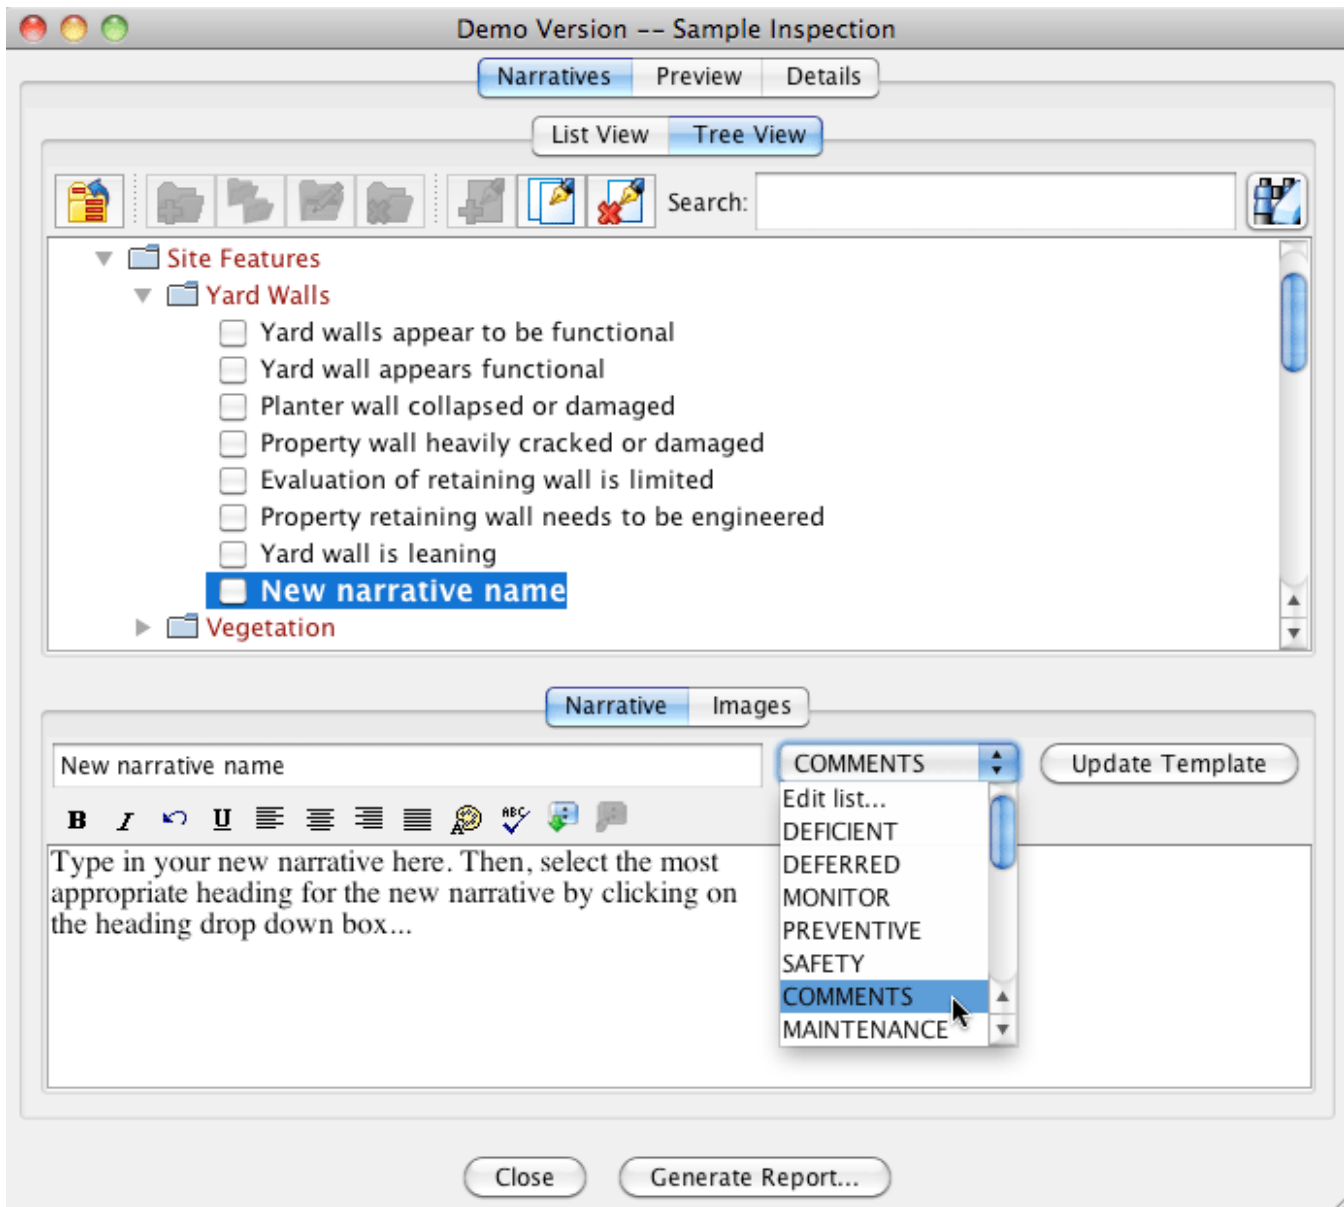 Demo Version -- Sample Inspection
Narratives Preview Details
List View Tree View
Search:
Site Features
Yard Walls
Yard walls appear to be functional
Yard wall appears functional
Planter wall collapsed or damaged
Property wall heavily cracked or damaged
Evaluation of retaining wall is limited
Property retaining wall needs to be engineered
Yard wall is leaning
New narrative name
Vegetation
Narrative Images
New narrative name COMMENTS Update Template
B I U ABC
Edit list...
DEFICIENT
DEFERRED
MONITOR
PREVENTIVE
SAFETY
COMMENTS
MAINTENANCE
Type in your new narrative here. Then, select the most
appropriate heading for the new narrative by clicking on
the heading drop down box...
Close Generate Report...